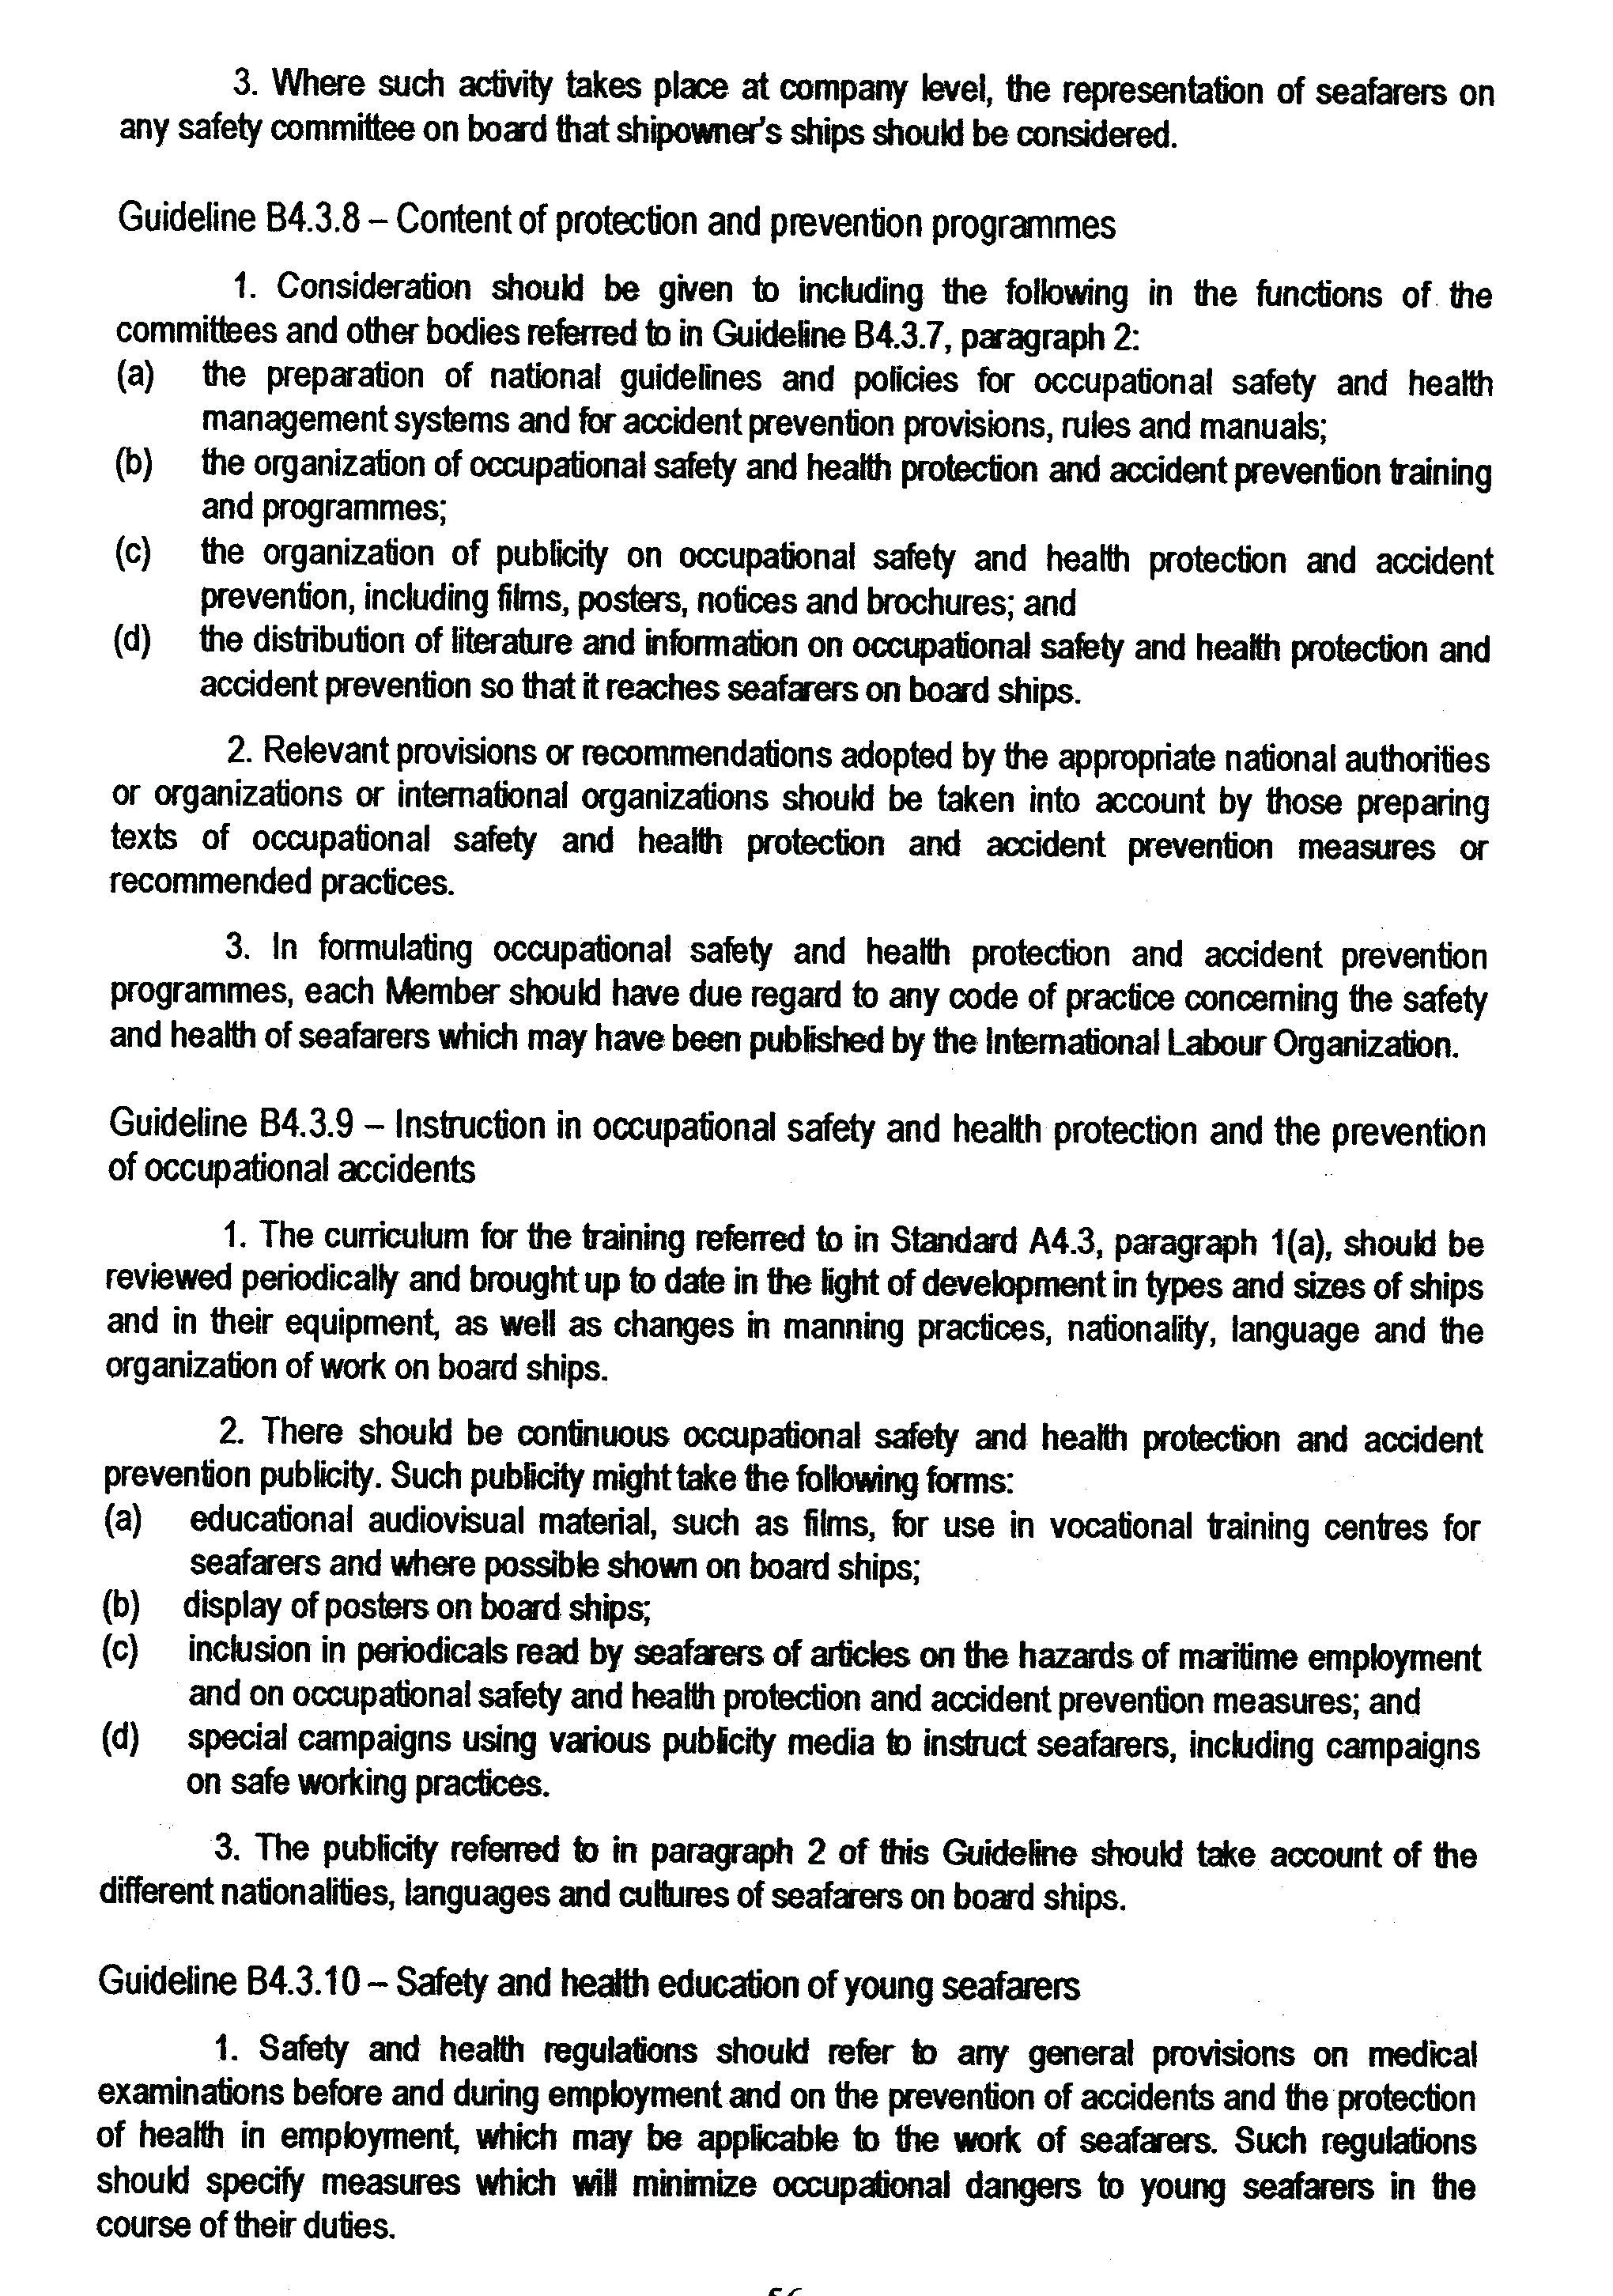 3. Where such activity takes place at company level, the representation of seafarers on
any safety committee on board that shipowner's ships should be considered.
Guideline B4.3.8 – Content of protection and prevention programmes
1. Consideration should be given to including the following in the functions of the
committees and other bodies referred to in Guideline B4.3.7, paragraph 2:
(a) the preparation of national guidelines and policies for occupational safety and health
management systems and for accident prevention provisions, rules and manuals;
(b) the organization of occupational safety and health protection and accident prevention training
and programmes;
(c) the organization of publicity on occupational safety and health protection and accident
prevention, including films, posters, notices and brochures; and
(d) the distribution of literature and information on occupational safety and health protection and
accident prevention so that it reaches seafarers on board ships.
2. Relevant provisions or recommendations adopted by the appropriate national authorities
or organizations or international organizations should be taken into account by those preparing
texts of occupational safety and health protection and accident prevention measures or
recommended practices.
3. In formulating occupational safety and health protection and accident prevention
programmes, each Member should have due regard to any code of practice concerning the safety
and health of seafarers which may have been published by the International Labour Organization.
Guideline B4.3.9 – Instruction in occupational safety and health protection and the prevention
of occupational accidents
1. The curriculum for the training referred to in Standard A4.3, paragraph 1(a), should be
reviewed periodically and brought up to date in the light of development in types and sizes of ships
and in their equipment, as well as changes in manning practices, nationality, language and the
organization of work on board ships.
2. There should be continuous occupational safety and health protection and accident
prevention publicity. Such publicity might take the following forms:
(a) educational audiovisual material, such as films, for use in vocational training centres for
seafarers and where possible shown on board ships;
(b) display of posters on board ships;
(c) inclusion in periodicals read by seafarers of articles on the hazards of maritime employment
and on occupational safety and health protection and accident prevention measures; and
(d) special campaigns using various publicity media to instruct seafarers, including campaigns
on safe working practices.
3. The publicity referred to in paragraph 2 of this Guideline should take account of the
different nationalities, languages and cultures of seafarers on board ships.
Guideline B4.3.10 – Safety and health education of young seafarers
1. Safety and health regulations should refer to any general provisions on medical
examinations before and during employment and on the prevention of accidents and the protection
of health in employment, which may be applicable to the work of seafarers. Such regulations
should specify measures which will minimize occupational dangers to young seafarers in the
course of their duties.